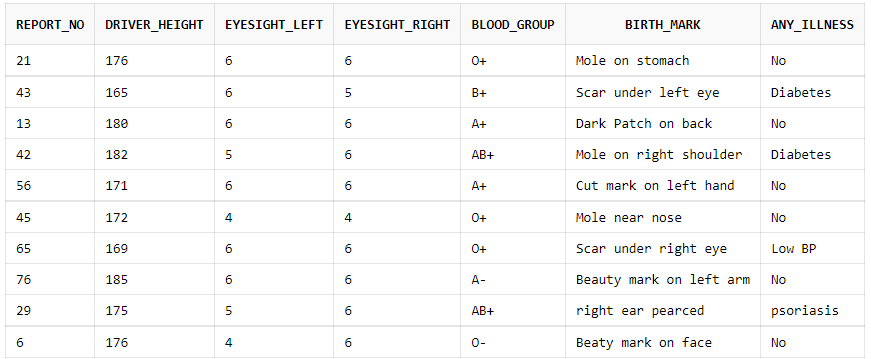 REPORT_NO DRIVER_HEIGHT EYESIGHT_LEFT EYESIGHT_RIGHT BLOOD_GROUP BIRTH_MARK ANY_ILLNESS
21 176 6 6 O+ Mole on stomach No
43 165 6 5 B+ Scar under left eye Diabetes
13 180 6 6 A+ Dark Patch on back No
42 182 5 6 AB+ Mole on right shoulder Diabetes
56 171 6 6 A+ Cut mark on left hand No
45 172 4 4 O+ Mole near nose No
65 169 6 6 O+ Scar under right eye Low BP
76 185 6 6 A- Beauty mark on left arm No
29 175 5 6 AB+ right ear pearced psoriasis
6 176 4 6 O- Beaty mark on face No